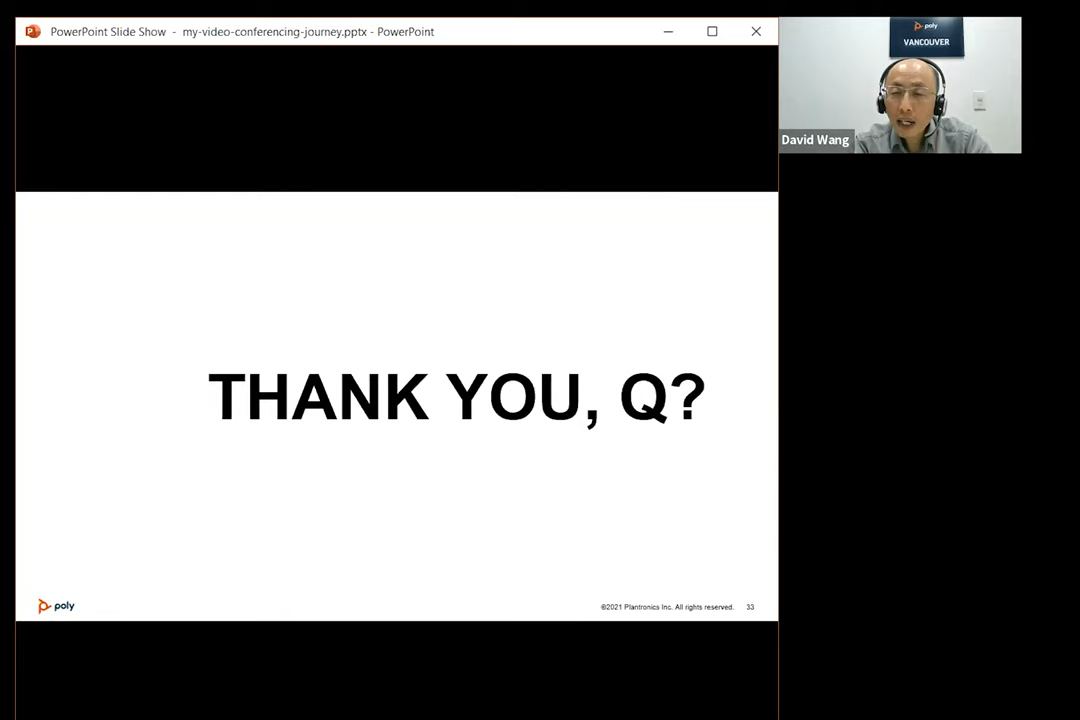 PowerPoint Slide Show - my-video-conferencing-journey.pptx - PowerPoint
poly
VANCOUVER
David Wang
THANK YOU, Q?
poly
©2021 Plantronics Inc. All rights reserved. 33